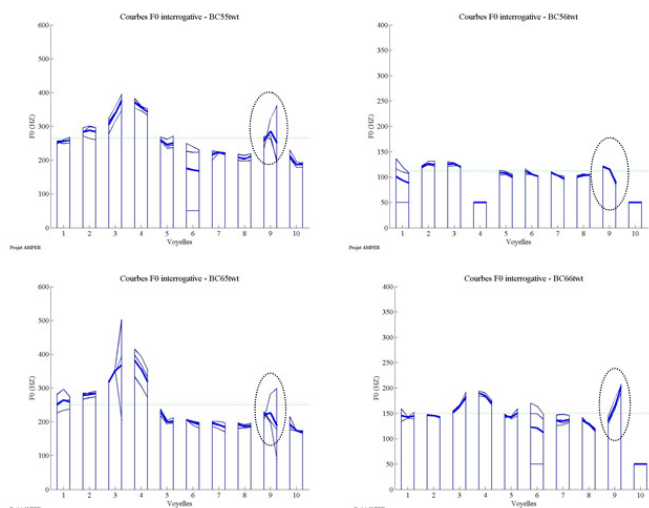 Courbes F0 interrogative - BC55twt
600
500
400
300
200
100
0
F0 (HZ)
1 2 3 4 5 6 7 8 9 10
Voyelles
Projet AMPER
Courbes F0 interrogative - BC56twt
400
350
300
250
200
150
100
50
0
F0 (HZ)
1 2 3 4 5 6 7 8 9 10
Voyelles
Projet AMPER
Courbes F0 interrogative - BC65twt
600
500
400
300
200
100
0
F0 (HZ)
1 2 3 4 5 6 7 8 9 10
Voyelles
Courbes F0 interrogative - BC66twt
400
350
300
250
200
150
100
50
0
F0 (HZ)
1 2 3 4 5 6 7 8 9 10
Voyelles